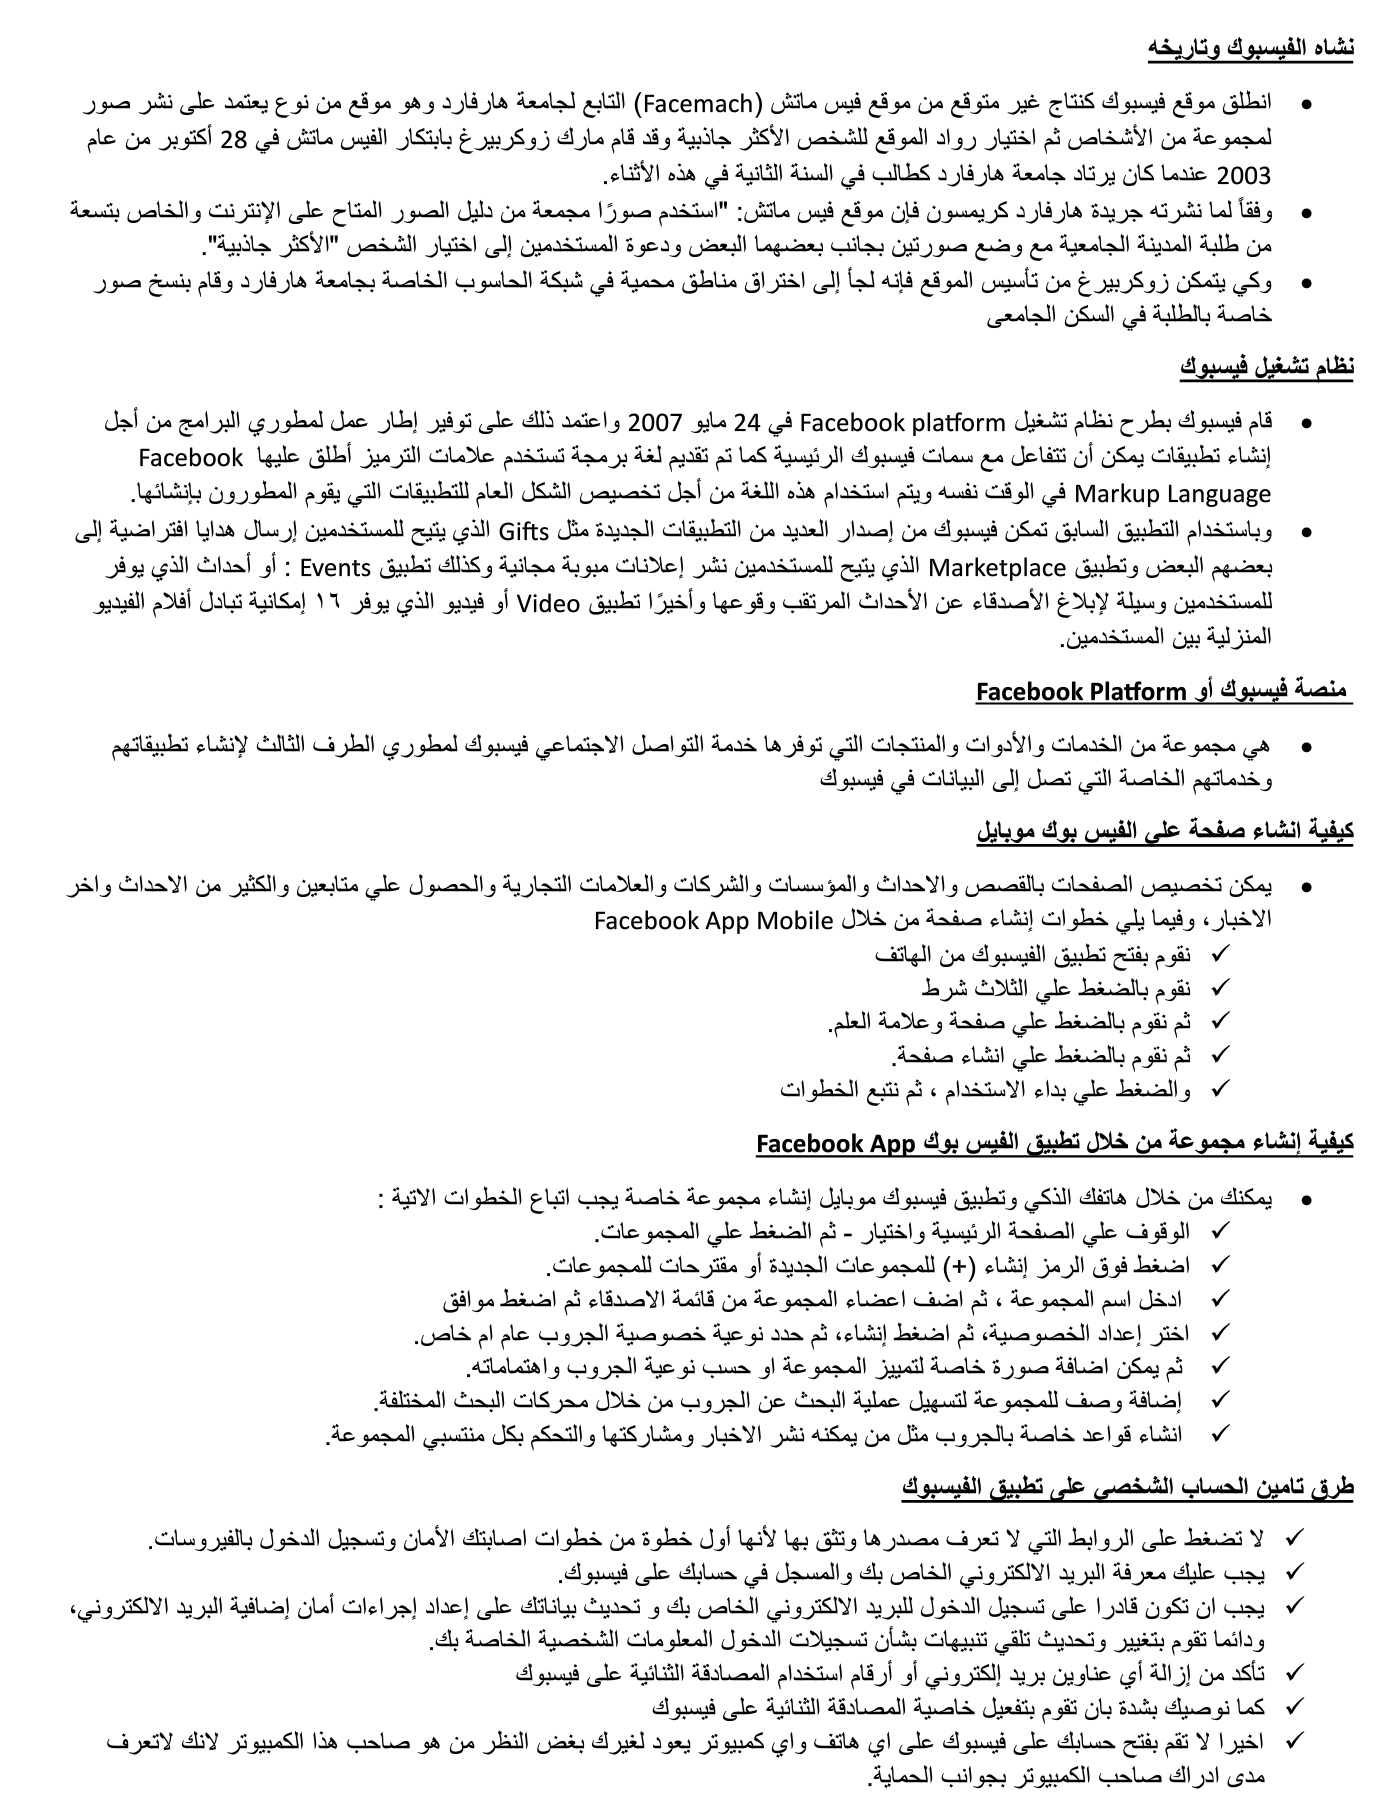 نشاه الفيسبوك وتاريخه
• انطلق موقع فيسبوك كنتاج غير متوقع من موقع فيس ماتش (Facemach) التابع لجامعة هارفارد وهو موقع من نوع يعتمد على نشر صور
لمجموعة من الأشخاص ثم اختيار رواد الموقع للشخص الأكثر جاذبية وقد قام مارك زوكربيرغ بابتكار الفيس ماتش في 28 أكتوبر من عام
2003 عندما كان يرتاد جامعة هارفارد كطالب في السنة الثانية في هذه الأثناء.
• وفقاً لما نشرته جريدة هارفارد كريمسون فإن موقع فيس ماتش: "استخدم صورًا مجمعة من دليل الصور المتاح على الإنترنت والخاص بتسعة
من طلبة المدينة الجامعية مع وضع صورتين بجانب بعضهما البعض ودعوة المستخدمين إلى اختيار الشخص "الأكثر جاذبية".
• وكي يتمكن زوكربيرغ من تأسيس الموقع فإنه لجأ إلى اختراق مناطق محمية في شبكة الحاسوب الخاصة بجامعة هارفارد وقام بنسخ صور
خاصة بالطلبة في السكن الجامعى
نظام تشغيل فيسبوك
• قام فيسبوك بطرح نظام تشغيل Facebook platform في 24 مايو 2007 واعتمد ذلك على توفير إطار عمل لمطوري البرامج من أجل
إنشاء تطبيقات يمكن أن تتفاعل مع سمات فيسبوك الرئيسية كما تم تقديم لغة برمجة تستخدم علامات الترميز أطلق عليها Facebook
Markup Language في الوقت نفسه ويتم استخدام هذه اللغة من أجل تخصيص الشكل العام للتطبيقات التي يقوم المطورون بإنشائها.
• وباستخدام التطبيق السابق تمكن فيسبوك من إصدار العديد من التطبيقات الجديدة مثل Gifts الذي يتيح للمستخدمين إرسال هدايا افتراضية إلى
بعضهم البعض وتطبيق Marketplace الذي يتيح للمستخدمين نشر إعلانات مبوبة مجانية وكذلك تطبيق Events : أو أحداث الذي يوفر
للمستخدمين وسيلة لإبلاغ الأصدقاء عن الأحداث المرتقب وقوعها وأخيرًا تطبيق Video أو فيديو الذي يوفر ١٦ إمكانية تبادل أفلام الفيديو
المنزلية بين المستخدمين.
منصة فيسبوك أو Facebook Platform
• هي مجموعة من الخدمات والأدوات والمنتجات التي توفرها خدمة التواصل الاجتماعي فيسبوك لمطوري الطرف الثالث لإنشاء تطبيقاتهم
وخدماتهم الخاصة التي تصل إلى البيانات في فيسبوك
كيفية انشاء صفحة علي الفيس بوك موبايل
• يمكن تخصيص الصفحات بالقصص والاحداث والمؤسسات والشركات والعلامات التجارية والحصول علي متابعين والكثير من الاحداث واخر
الاخبار، وفيما يلي خطوات إنشاء صفحة من خلال Facebook App Mobile
✓ نقوم بفتح تطبيق الفيسبوك من الهاتف
✓ نقوم بالضغط علي الثلاث شرط
✓ ثم نقوم بالضغط علي صفحة وعلامة العلم.
✓ ثم نقوم بالضغط علي انشاء صفحة.
✓ والضغط علي بداء الاستخدام ، ثم نتبع الخطوات
كيفية إنشاء مجموعة من خلال تطبيق الفيس بوك Facebook App
• يمكنك من خلال هاتفك الذكي وتطبيق فيسبوك موبايل إنشاء مجموعة خاصة يجب اتباع الخطوات الاتية :
✓ الوقوف علي الصفحة الرئيسية واختيار - ثم الضغط علي المجموعات.
✓ اضغط فوق الرمز إنشاء (+) للمجموعات الجديدة أو مقترحات للمجموعات.
✓ ادخل اسم المجموعة ، ثم اضف اعضاء المجموعة من قائمة الاصدقاء ثم اضغط موافق
✓ اختر إعداد الخصوصية، ثم اضغط إنشاء، ثم حدد نوعية خصوصية الجروب عام ام خاص.
✓ ثم يمكن اضافة صورة خاصة لتمييز المجموعة او حسب نوعية الجروب واهتماماته.
✓ إضافة وصف للمجموعة لتسهيل عملية البحث عن الجروب من خلال محركات البحث المختلفة.
✓ انشاء قواعد خاصة بالجروب مثل من يمكنه نشر الاخبار ومشاركتها والتحكم بكل منتسبي المجموعة.
طرق تامين الحساب الشخصي على تطبيق الفيسبوك
✓ لا تضغط على الروابط التي لا تعرف مصدرها وتثق بها لأنها أول خطوة من خطوات اصابتك الأمان وتسجيل الدخول بالفيروسات.
✓ يجب عليك معرفة البريد الالكتروني الخاص بك والمسجل في حسابك على فيسبوك.
✓ يجب ان تكون قادرا على تسجيل الدخول للبريد الالكتروني الخاص بك و تحديث بياناتك على إعداد إجراءات أمان إضافية البريد الالكتروني،
ودائما تقوم بتغيير وتحديث تلقي تنبيهات بشأن تسجيلات الدخول المعلومات الشخصية الخاصة بك.
✓ تأكد من إزالة أي عناوين بريد إلكتروني أو أرقام استخدام المصادقة الثنائية على فيسبوك
✓ كما نوصيك بشدة بان تقوم بتفعيل خاصية المصادقة الثنائية على فيسبوك
✓ اخيرا لا تقم بفتح حسابك على فيسبوك على اي هاتف واي كمبيوتر يعود لغيرك بغض النظر من هو صاحب هذا الكمبيوتر لانك لاتعرف
مدى ادراك صاحب الكمبيوتر بجوانب الحماية.